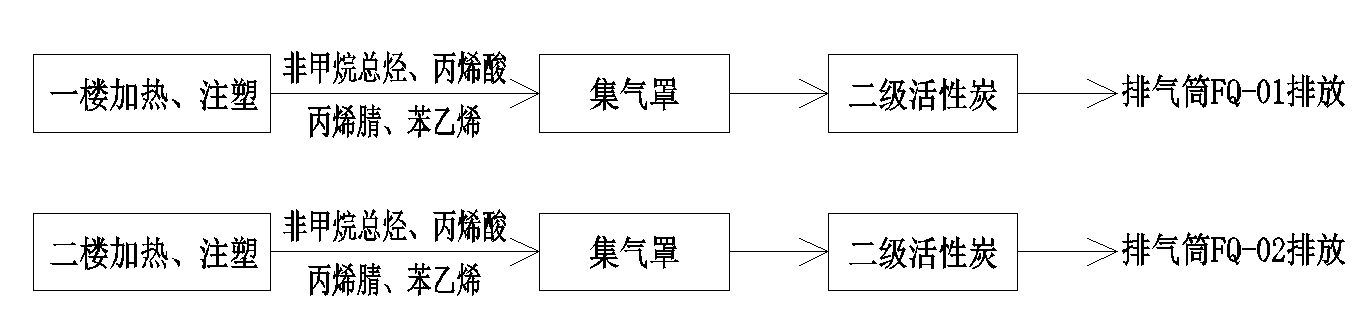 非甲烷总烃、丙烯酸
一楼加热、注塑
集气罩
二级活性炭
排气筒FQ-01排放
丙烯腈、苯乙烯
非甲烷总烃、丙烯酸
二楼加热、注塑
集气罩
二级活性炭
排气筒FQ-02排放
丙烯腈、苯乙烯